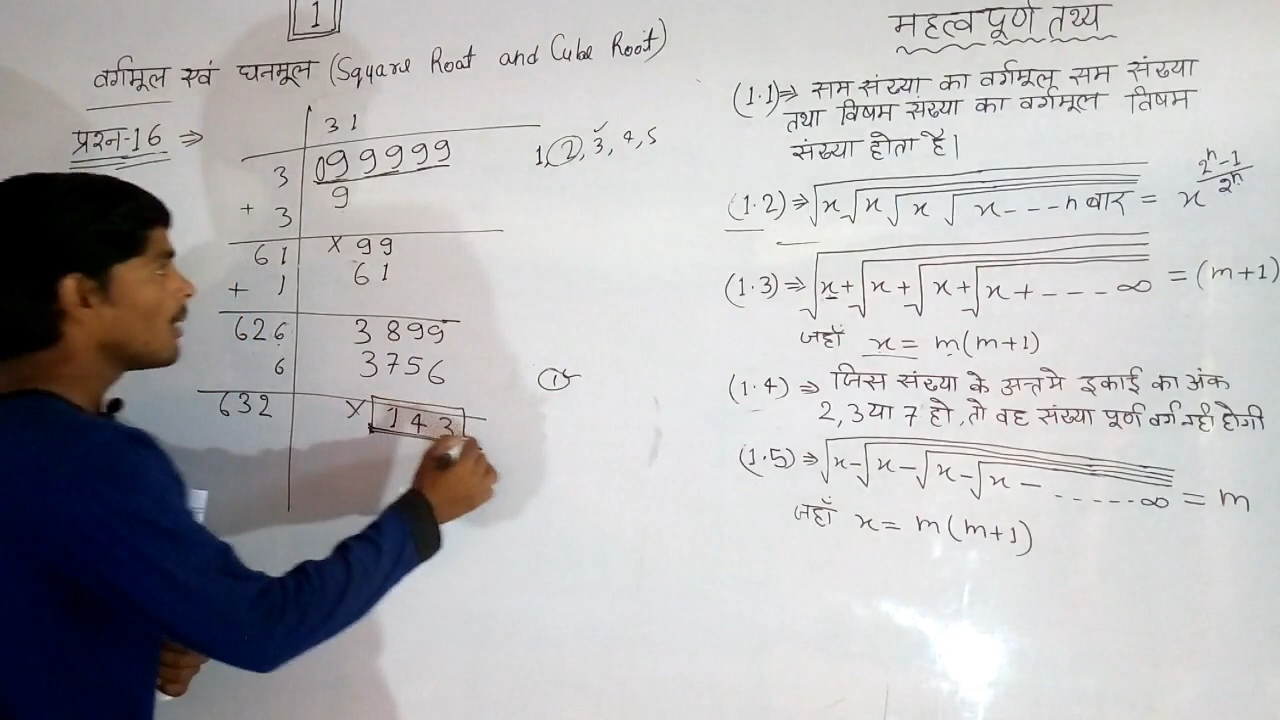 1
वर्गमूल एवं घनमूल (Square Root and Cube Root)
प्रश्न-16 ⇒
31
3 | 099999
1, 2, 3, 4, 5
+ 3 | 9
61 | × 99
+ 1 | 61
626 | 3899
6 | 3756
632 | × 143
1
महत्वपूर्ण तथ्य
(1.1)⇒ सम संख्या का वर्गमूल सम संख्या
तथा विषम संख्या का वर्गमूल विषम
संख्या होता है।
(1.2)⇒ √x√x√x√x---n बार = x^(2^n-1)/2^n
(1.3)⇒ √x+√x+√x+√x+----∞ = (m+1)
जहाँ x = m(m+1)
(1.4)⇒ जिस संख्या के अन्त मे इकाई का अंक
2, 3 या 7 हो, तो वह संख्या पूर्ण वर्ग नही होगी
(1.5)⇒ √x-√x-√x-√x- ......∞ = m
जहाँ x = m(m+1)